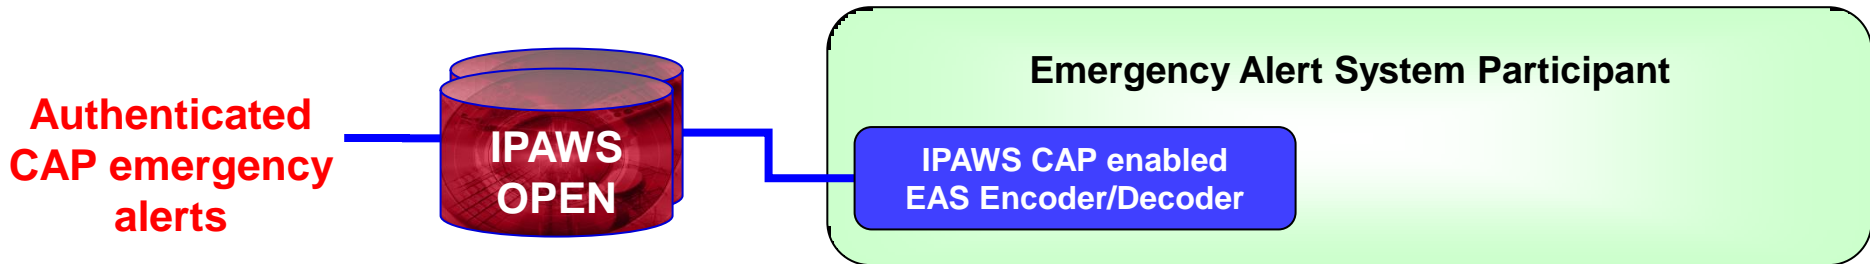 Authenticated
CAP emergency
alerts
IPAWS
OPEN
Emergency Alert System Participant
IPAWS CAP enabled
EAS Encoder/Decoder